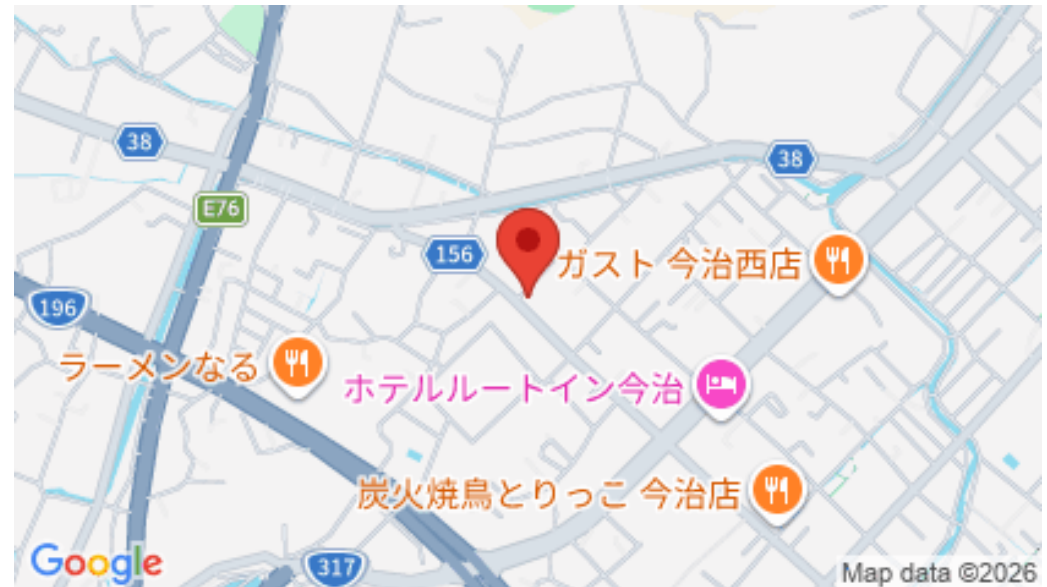 38
38
E76
156
ガスト 今治西店
196
ラーメンなる
ホテルルートイン今治
炭火焼鳥とりっこ 今治店
317
Google
Map data ©2026